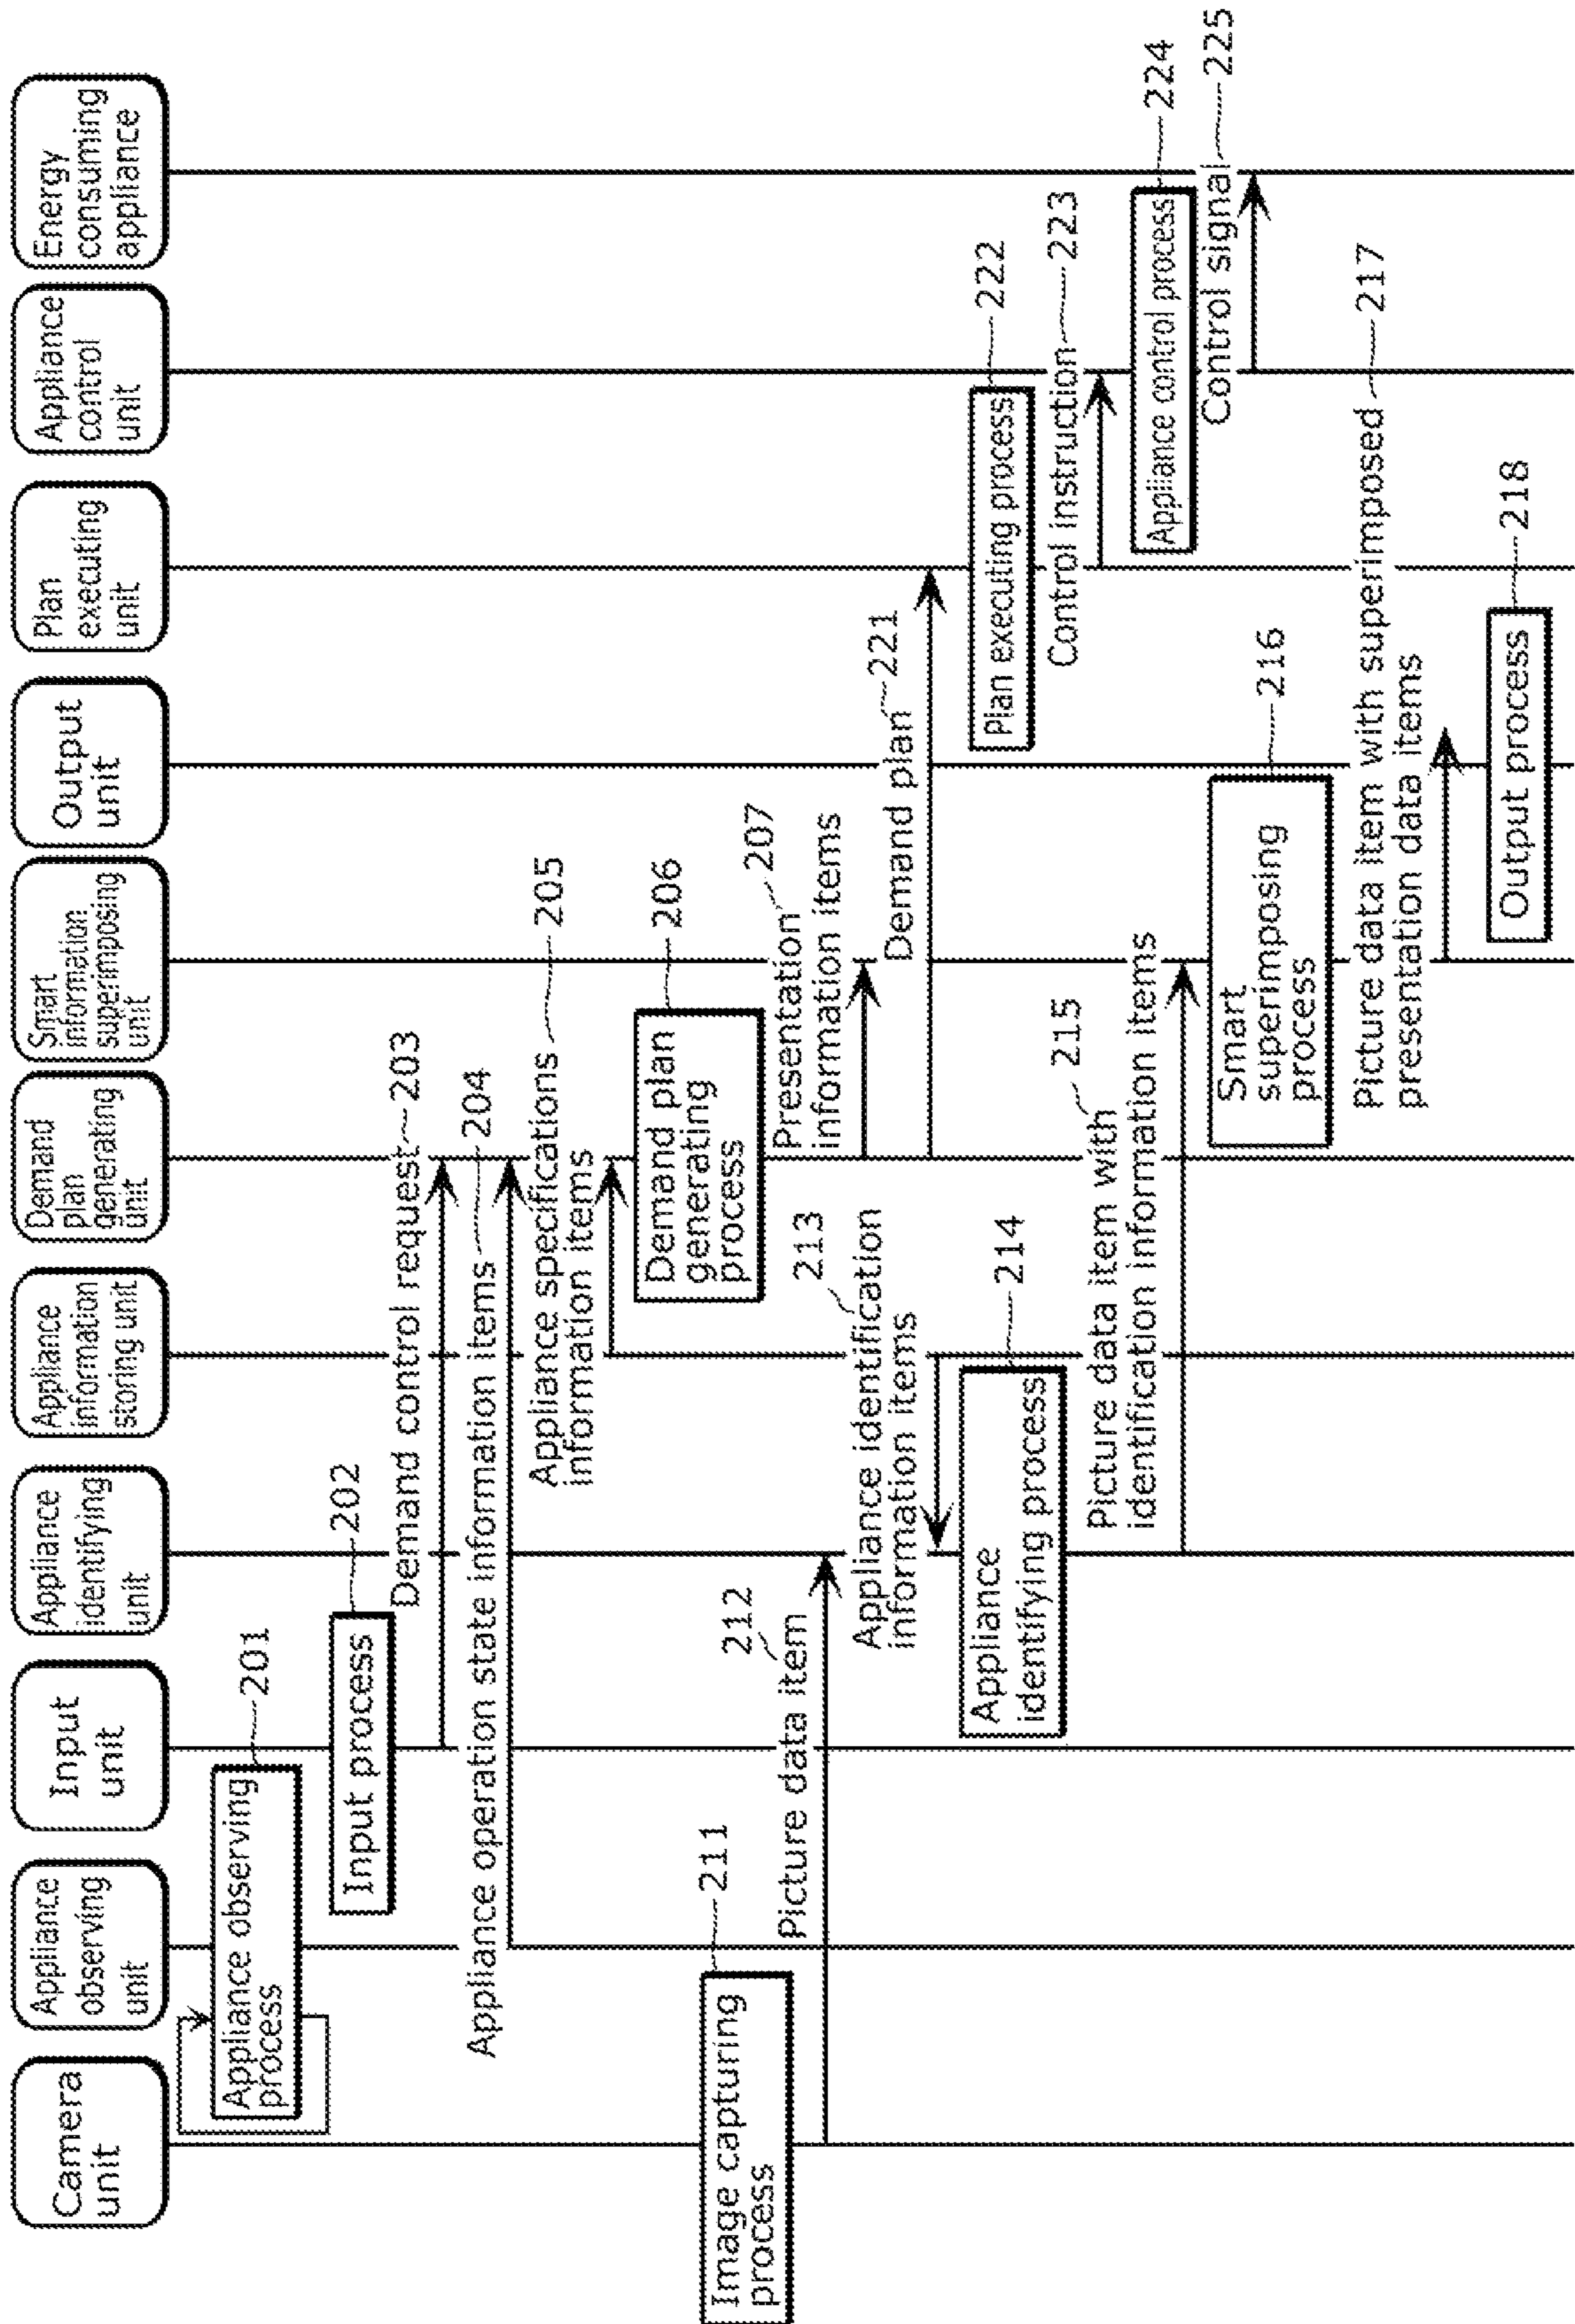 Camera
unit
Appliance
observing
unit
Input
unit
Appliance
identifying
unit
Appliance
information
storing unit
Demand
plan
generating
unit
Smart
information
superimposing
unit
Output
unit
Plan
executing
unit
Appliance
control
unit
Energy
consuming
appliance
Appliance observing
process
201
Input process
202
Demand control request 203
Appliance operation state information items 204
Appliance specifications 205
information items
Demand plan
generating
process
206
Image capturing
process
211
207
Presentation
information items
Picture data item
212
Demand plan 221
213
Appliance identification
information items
Appliance
identifying process
214
Plan executing process
222
Control instruction 223
215
Picture data item with
identification information items
Appliance control process
224
Control signal 225
Smart
superimposing
process
216
Picture data item with superimposed 217
presentation data items
Output process
218